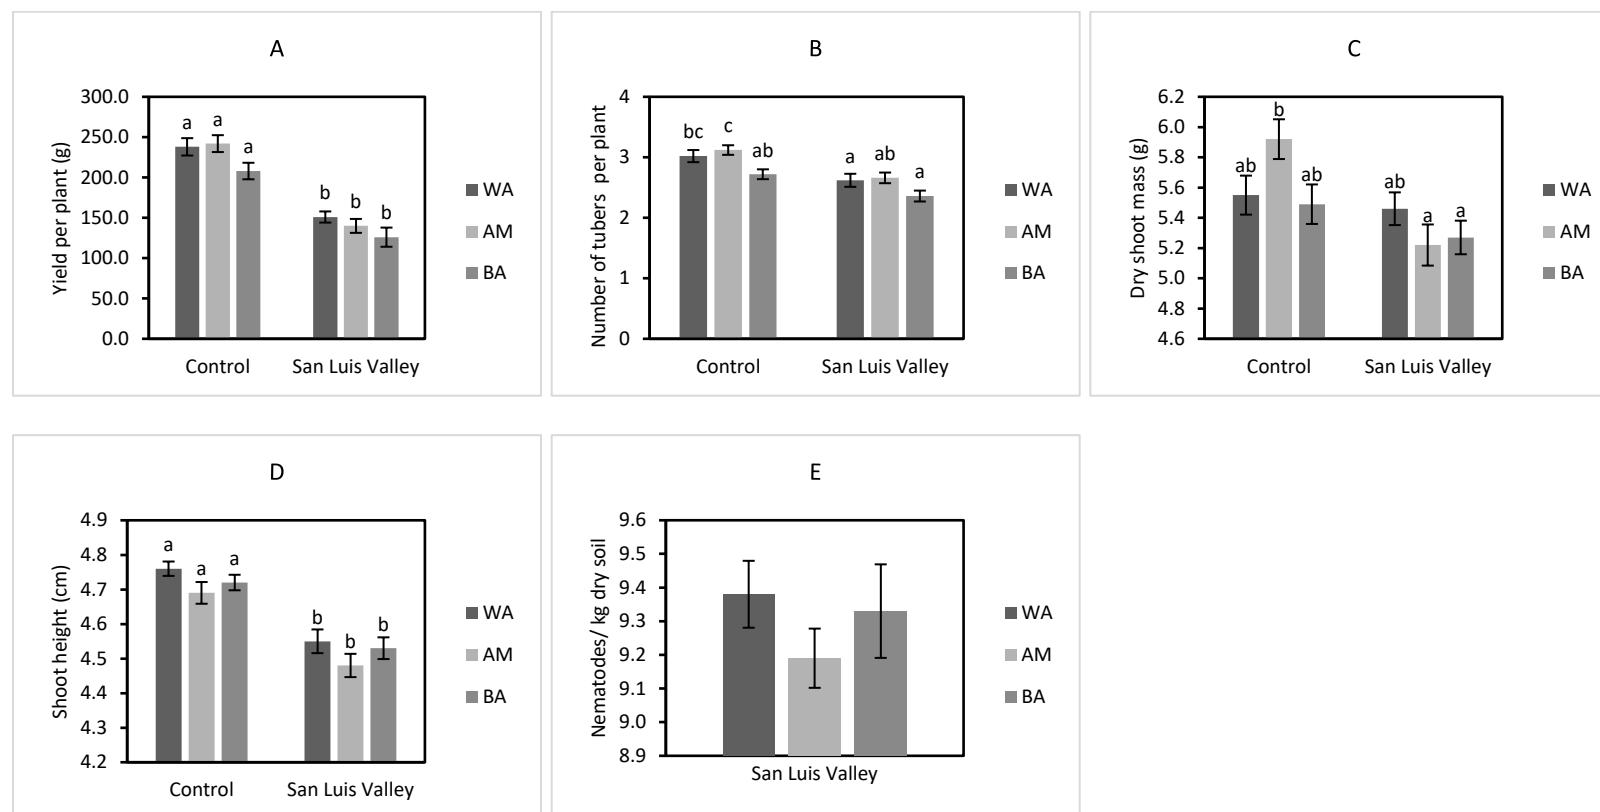 A
Yield per plant (g)
300.0
250.0
200.0
150.0
100.0
50.0
0.0
a
a
a
b
b
b
Control
San Luis Valley
WA
AM
BA
B
Number of tubers per plant
4
3
2
1
0
bc
c
ab
a
ab
a
Control
San Luis Valley
WA
AM
BA
C
Dry shoot mass (g)
6.2
6.0
5.8
5.6
5.4
5.2
5.0
4.8
4.6
ab
b
ab
ab
a
a
Control
San Luis Valley
WA
AM
BA
D
Shoot height (cm)
4.9
4.8
4.7
4.6
4.5
4.4
4.3
4.2
a
a
a
b
b
b
Control
San Luis Valley
WA
AM
BA
E
Nematodes/ kg dry soil
9.6
9.5
9.4
9.3
9.2
9.1
9.0
8.9
San Luis Valley
WA
AM
BA